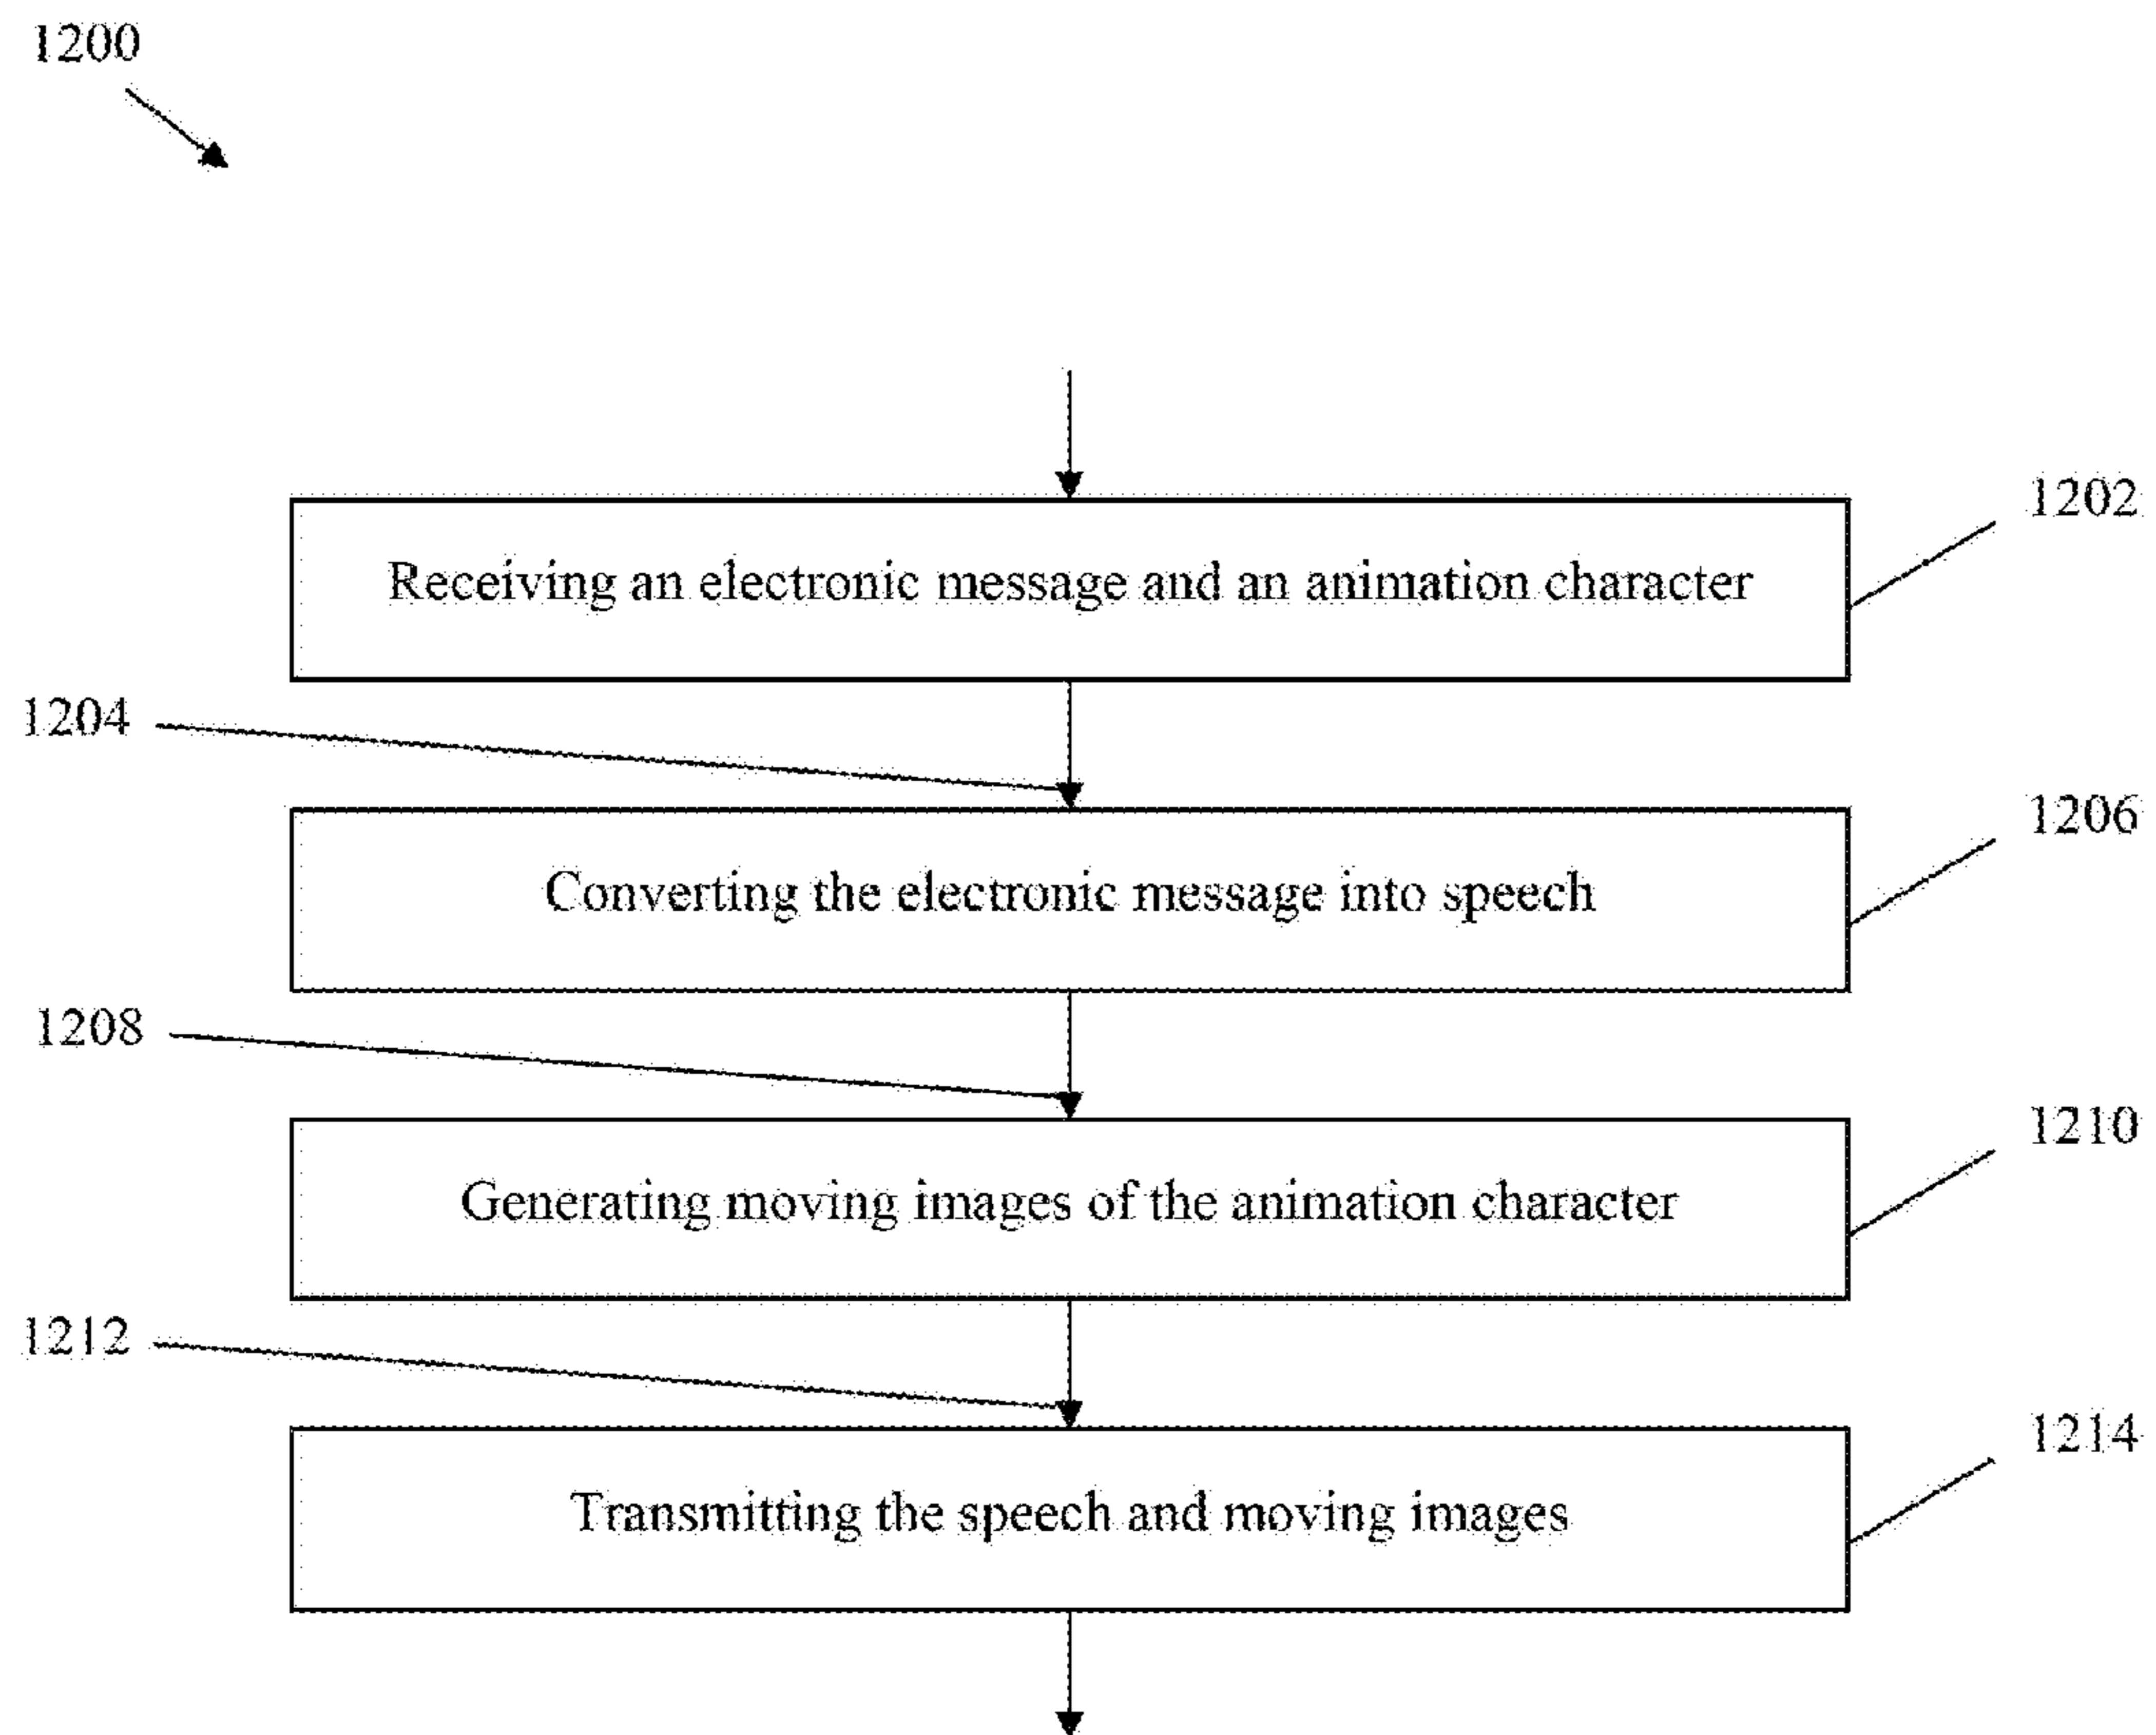 1200
Receiving an electronic message and an animation character
1202
1204
Converting the electronic message into speech
1206
1208
Generating moving images of the animation character
1210
1212
Transmitting the speech and moving images
1214